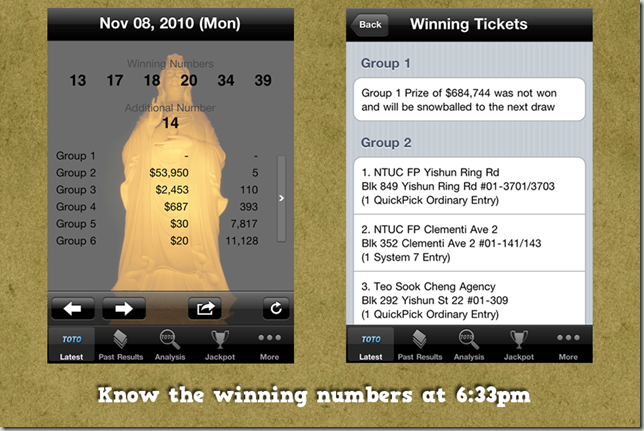 Nov 08, 2010 (Mon)
Winning Numbers
13 17 18 20 34 39
Additional Number
14
Group 1 - -
Group 2 $53,950 5
Group 3 $2,453 110
Group 4 $687 393
Group 5 $30 7,817
Group 6 $20 11,128
TOTO TOTO
Latest Past Results Analysis Jackpot More
Back Winning Tickets
Group 1
Group 1 Prize of $684,744 was not won
and will be snowballed to the next draw
Group 2
1. NTUC FP Yishun Ring Rd
Blk 849 Yishun Ring Rd #01-3701/3703
(1 QuickPick Ordinary Entry)
2. NTUC FP Clementi Ave 2
Blk 352 Clementi Ave 2 #01-141/143
(1 System 7 Entry)
3. Teo Sook Cheng Agency
Blk 292 Yishun St 22 #01-309
(1 QuickPick Ordinary Entry)
TOTO TOTO
Latest Past Results Analysis Jackpot More
Know the winning numbers at 6:33pm